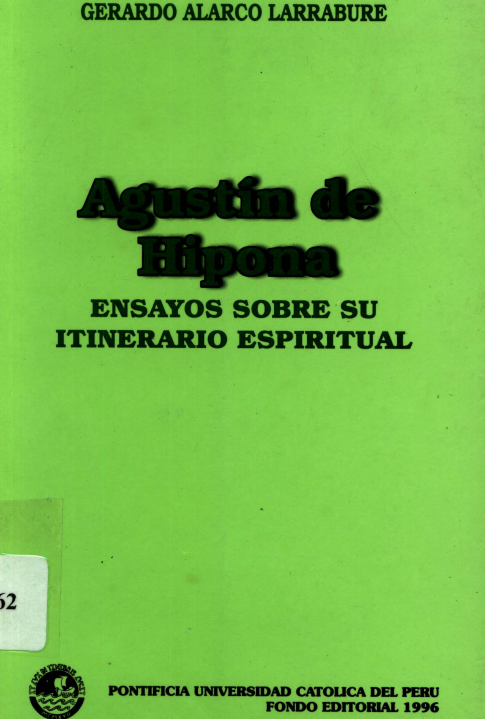 GERARDO ALARCO LARRABURE
Agustín de
Hipona
ENSAYOS SOBRE SU
ITINERARIO ESPIRITUAL
62
PONTIFICIA UNIVERSIDAD CATOLICA DEL PERU
FONDO EDITORIAL 1996